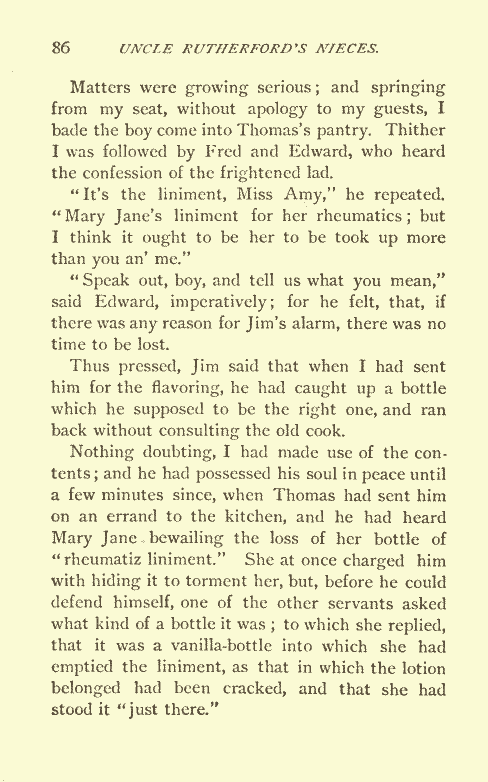 86 UNCLE RUTHERFORD'S NIECES.
Matters were growing serious; and springing
from my seat, without apology to my guests, I
bade the boy come into Thomas's pantry. Thither
I was followed by Fred and Edward, who heard
the confession of the frightened lad.
"It's the liniment, Miss Amy," he repeated.
"Mary Jane's liniment for her rheumatics; but
I think it ought to be her to be took up more
than you an' me."
"Speak out, boy, and tell us what you mean,"
said Edward, imperatively; for he felt, that, if
there was any reason for Jim's alarm, there was no
time to be lost.
Thus pressed, Jim said that when I had sent
him for the flavoring, he had caught up a bottle
which he supposed to be the right one, and ran
back without consulting the old cook.
Nothing doubting, I had made use of the con-
tents; and he had possessed his soul in peace until
a few minutes since, when Thomas had sent him
on an errand to the kitchen, and he had heard
Mary Jane bewailing the loss of her bottle of
"rheumatiz liniment." She at once charged him
with hiding it to torment her, but, before he could
defend himself, one of the other servants asked
what kind of a bottle it was; to which she replied,
that it was a vanilla-bottle into which she had
emptied the liniment, as that in which the lotion
belonged had been cracked, and that she had
stood it "just there."